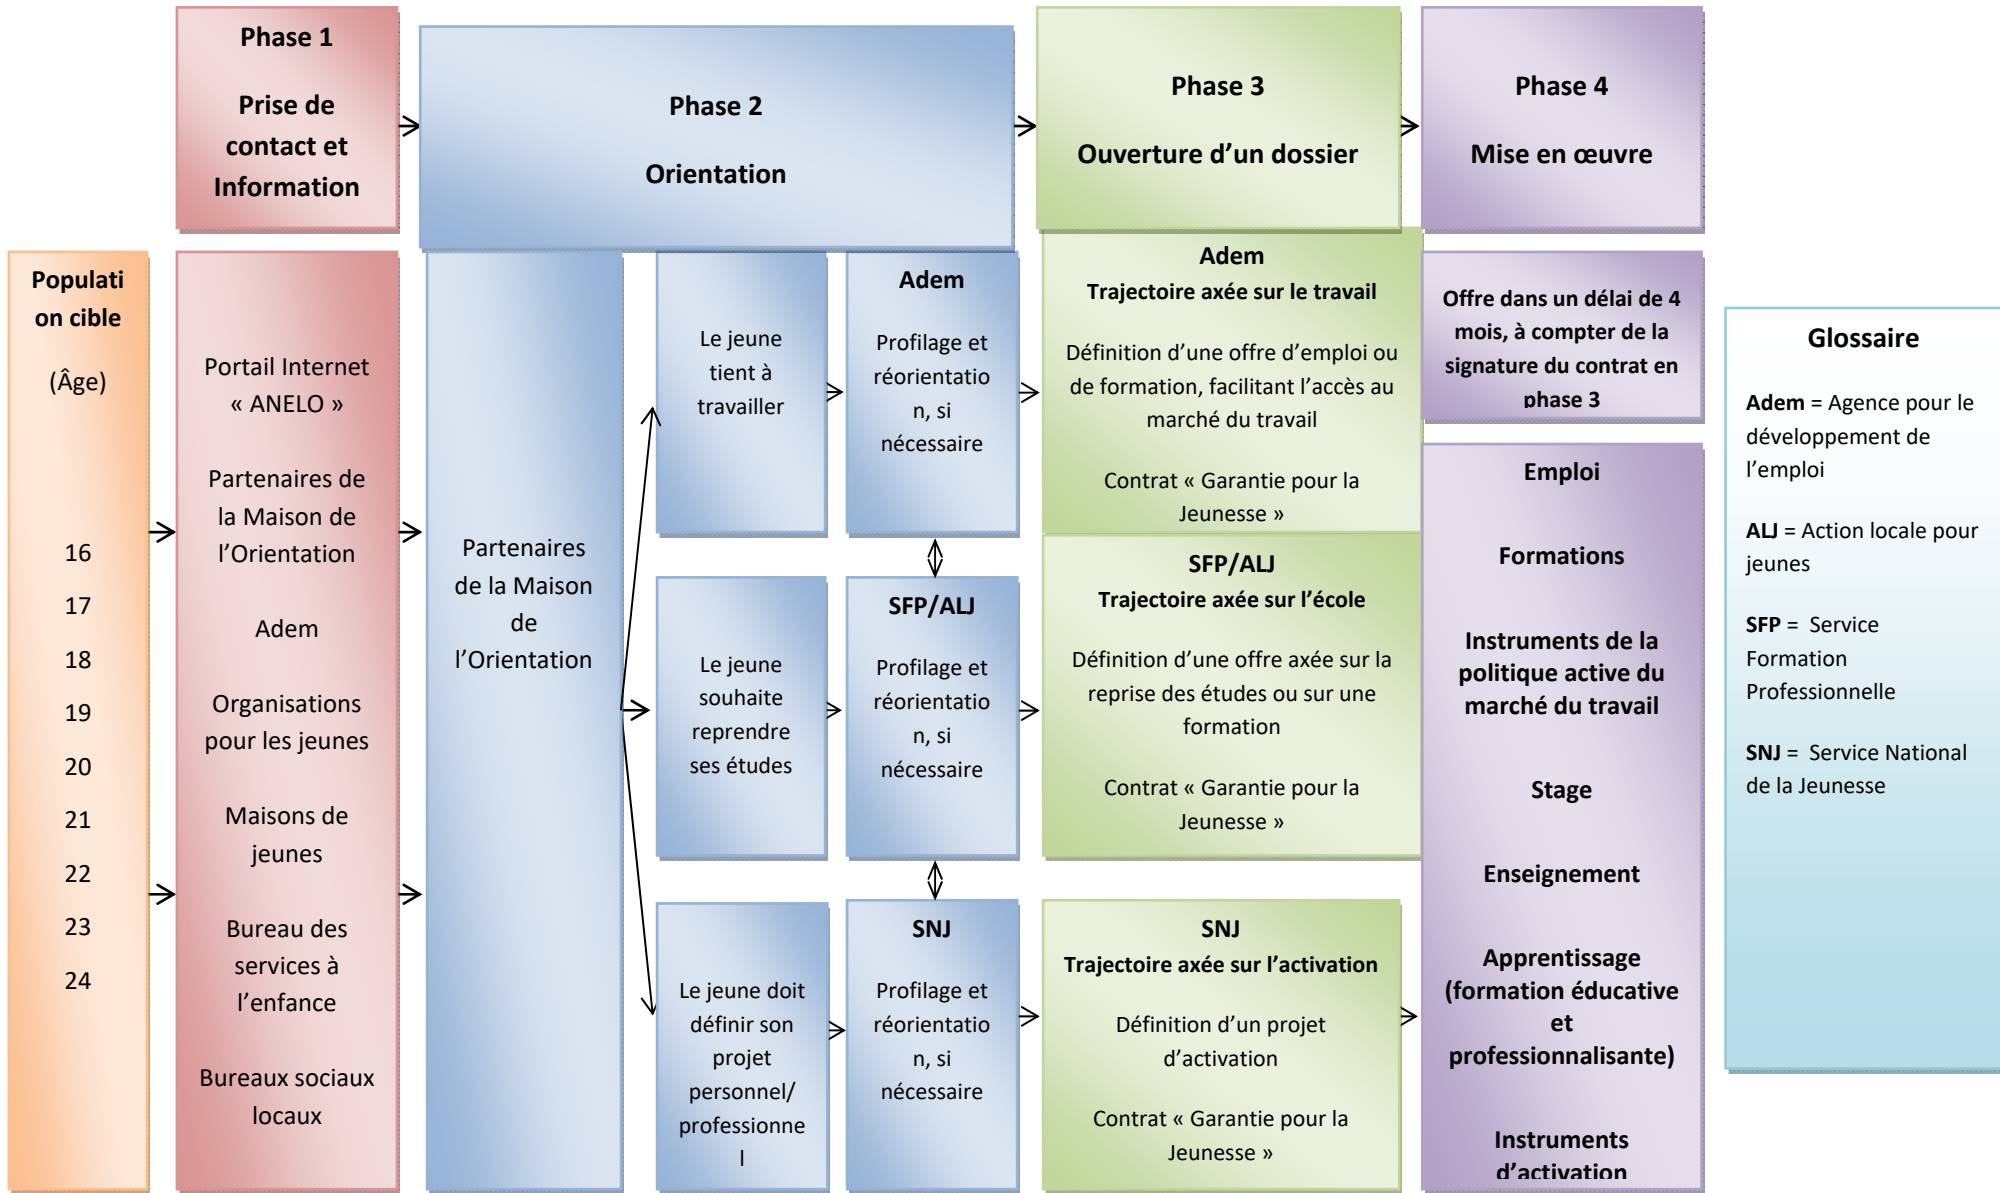 Phase 1
Prise de
contact et
Information
Phase 2
Orientation
Phase 3
Ouverture d’un dossier
Phase 4
Mise en œuvre
Populati
on cible
(Âge)
16
17
18
19
20
21
22
23
24
Portail Internet
« ANELO »
Partenaires de
la Maison de
l’Orientation
Adem
Organisations
pour les jeunes
Maisons de
jeunes
Bureau des
services à
l’enfance
Bureaux sociaux
locaux
Partenaires
de la Maison
de
l’Orientation
Le jeune
tient à
travailler
Le jeune
souhaite
reprendre
ses études
Le jeune doit
définir son
projet
personnel/
professionne
l
Adem
Profilage et
réorientatio
n, si
nécessaire
SFP/ALJ
Profilage et
réorientatio
n, si
nécessaire
SNJ
Profilage et
réorientatio
n, si
nécessaire
Adem
Trajectoire axée sur le travail
Définition d’une offre d’emploi ou
de formation, facilitant l’accès au
marché du travail
Contrat « Garantie pour la
Jeunesse »
SFP/ALJ
Trajectoire axée sur l’école
Définition d’une offre axée sur la
reprise des études ou sur une
formation
Contrat « Garantie pour la
Jeunesse »
SNJ
Trajectoire axée sur l’activation
Définition d’un projet
d’activation
Contrat « Garantie pour la
Jeunesse »
Offre dans un délai de 4
mois, à compter de la
signature du contrat en
phase 3
Emploi
Formations
Instruments de la
politique active du
marché du travail
Stage
Enseignement
Apprentissage
(formation éducative
et
professionnalisante)
Instruments
d’activation
Glossaire
Adem = Agence pour le
développement de
l’emploi
ALJ = Action locale pour
jeunes
SFP = Service
Formation
Professionnelle
SNJ = Service National
de la Jeunesse